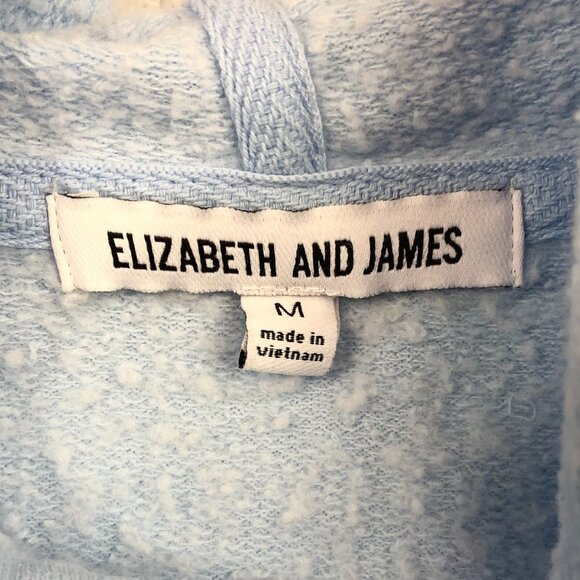 ELIZABETH AND JAMES
M
made in
vietnam